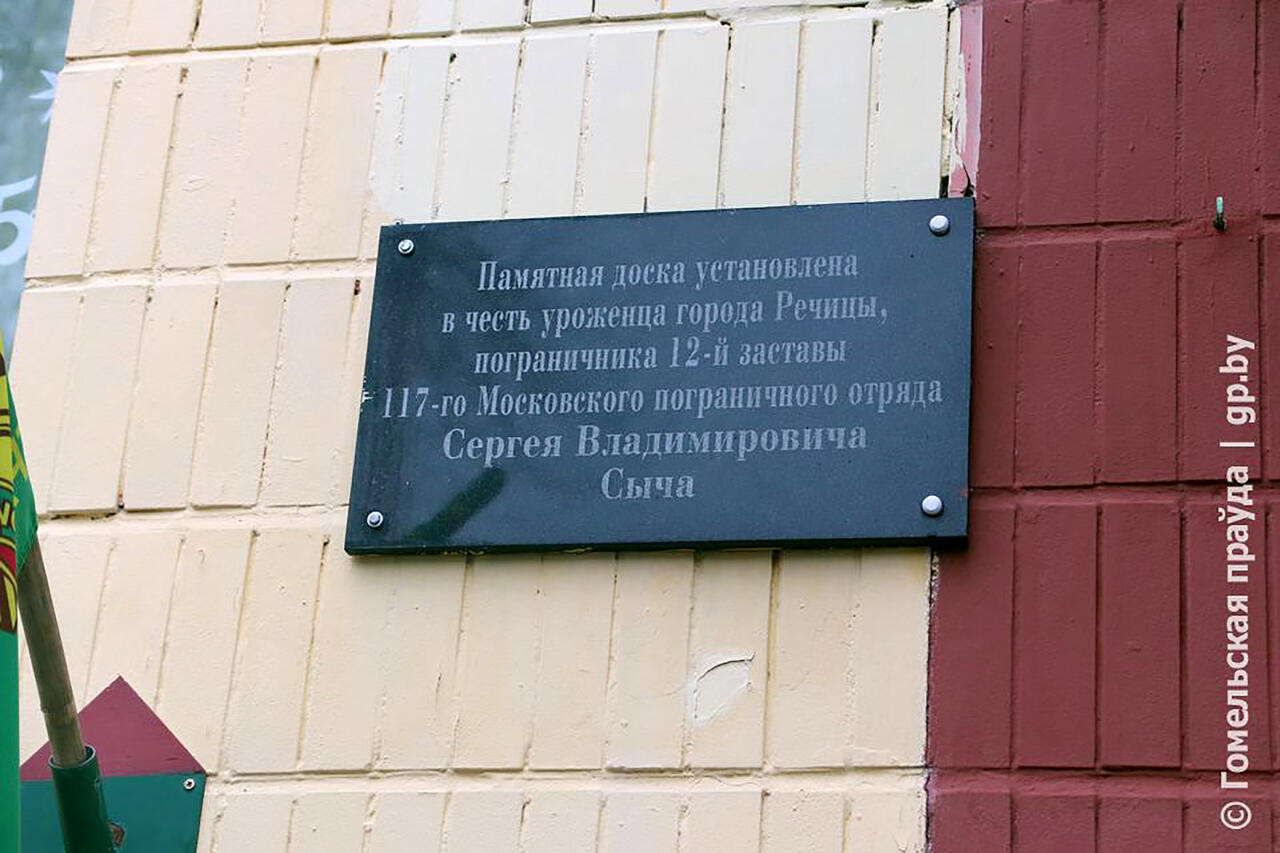 Памятная доска установлена
в честь уроженца города Речицы,
пограничника 12-й заставы
117-го Московского пограничного отряда
Сергея Владимировича
Сыча
© Гомельская праўда | gp.by
5